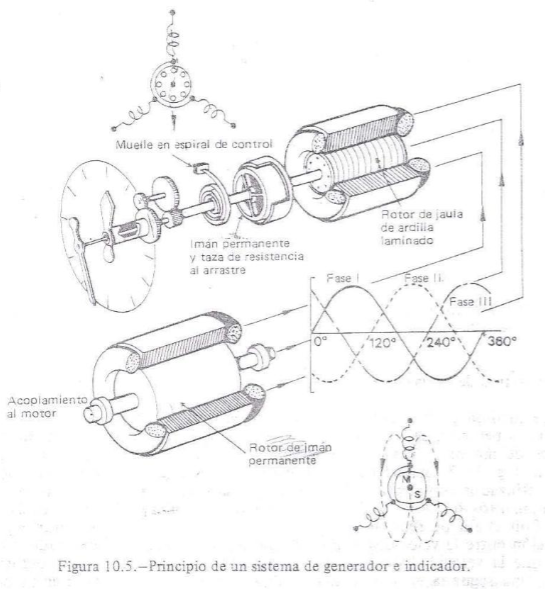 Muelle en espiral de control
Imán permanente
y taza de resistencia
al arrastre
Rotor de jaula
de ardilla
laminado
Fase I
Fase II
Fase III
0°
120°
240°
360°
Acoplamiento
al motor
Rotor de imán
permanente
M
S
Figura 10.5.—Principio de un sistema de generador e indicador.